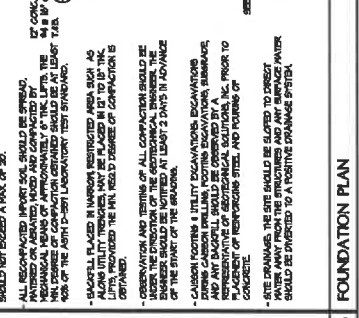 SHOULD NOT EXCEED A MAX. OF 20.
- ALL RECOMPACTED IMPORT SOIL SHOULD BE SPREAD,
WATERED OR AERATED, MIXED AND COMPACTED BY
MECHANICAL MEANS OF APPROXIMATELY 6" THK. LIFTS. THE
MIN. DEGREE OF COMPACTION OBTAINED SHOULD BE AT LEAST
90% OF THE ASTM D-1557 LABORATORY TEST STANDARD.
- BACKFILL PLACED IN NARROW, RESTRICTED AREA SUCH AS
ALONG UTILITY TRENCHES, MAY BE PLACED IN 12" TO 18" THK.
LIFTS, PROVIDED THE MIN. REQ'D DEGREE OF COMPACTION IS
OBTAINED.
- OBSERVATION AND TESTING OF ALL COMPACTION SHOULD BE
UNDER THE DIRECTION OF THE GEOTECHNICAL ENGINEER. THE
ENGINEER SHOULD BE NOTIFIED AT LEAST 2 DAYS IN ADVANCE
OF THE START OF THE GRADING.
- CAISSON FOOTING & UTILITY EXCAVATIONS. EXCAVATIONS
DURING CAISSON DRILLING, FOOTING EXCAVATIONS, SUBGRADE,
AND ANY BACKFILL SHOULD BE OBSERVED BY A
REPRESENTATIVE OF GEOTECHNICAL SOLUTIONS, INC. PRIOR TO
PLACEMENT OF REINFORCING STEEL AND POURING OF
CONCRETE.
- SITE DRAINAGE. THE SITE SHOULD BE SLOPED TO DIRECT
WATER AWAY FROM THE STRUCTURES AND ANY SURFACE WATER
SHOULD BE DIVERTED TO A POSITIVE DRAINAGE SYSTEM.
12" CONC.
T.&B.
SEE
FOUNDATION PLAN